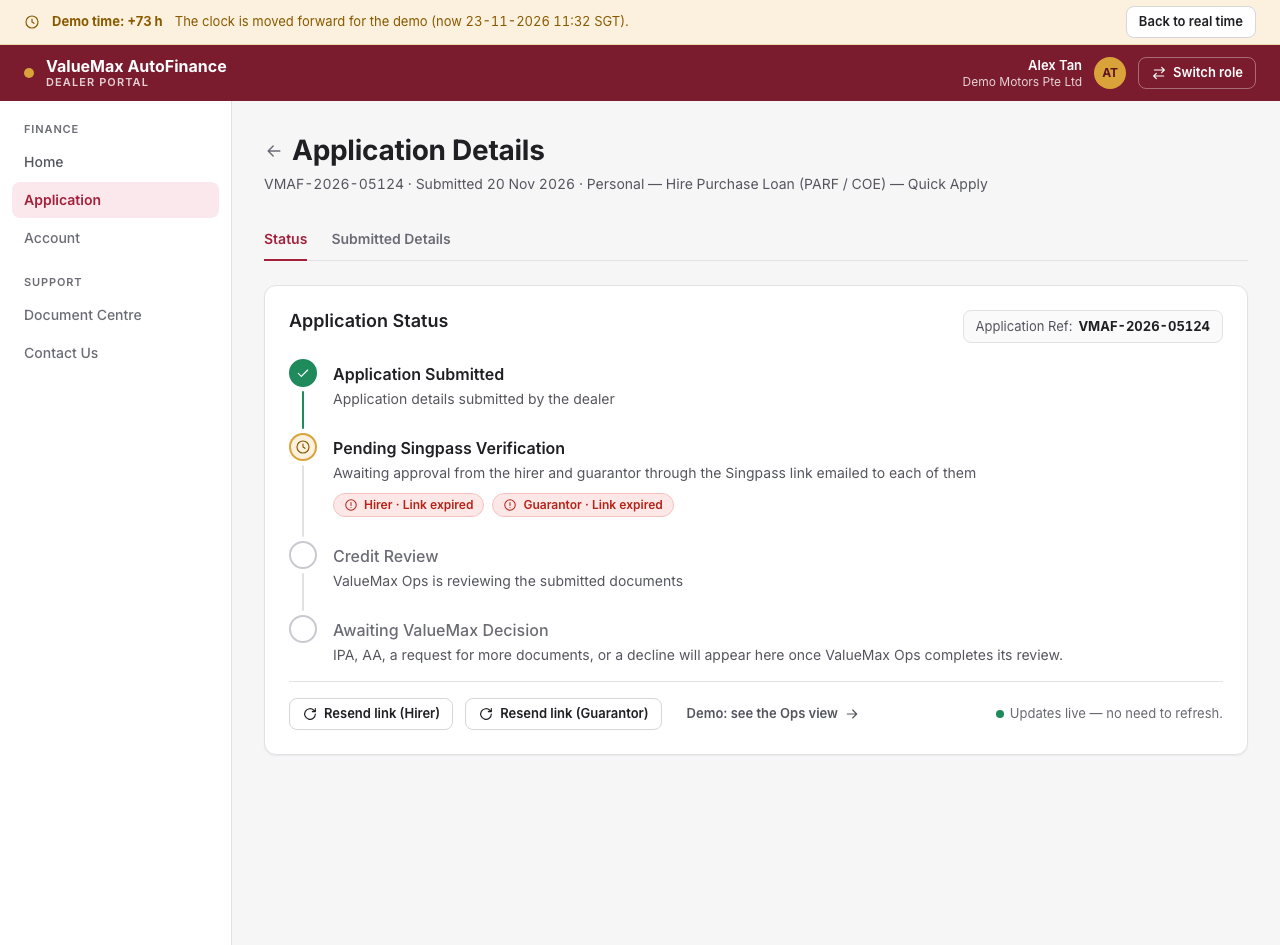 Demo time: +73 h The clock is moved forward for the demo (now 23-11-2026 11:32 SGT).
Back to real time
ValueMax AutoFinance
DEALER PORTAL
Alex Tan
Demo Motors Pte Ltd
AT
Switch role
FINANCE
Home
Application
Account
SUPPORT
Document Centre
Contact Us
Application Details
VMAF-2026-05124 · Submitted 20 Nov 2026 · Personal — Hire Purchase Loan (PARF / COE) — Quick Apply
Status Submitted Details
Application Status
Application Ref: VMAF-2026-05124
Application Submitted
Application details submitted by the dealer
Pending Singpass Verification
Awaiting approval from the hirer and guarantor through the Singpass link emailed to each of them
Hirer · Link expired Guarantor · Link expired
Credit Review
ValueMax Ops is reviewing the submitted documents
Awaiting ValueMax Decision
IPA, AA, a request for more documents, or a decline will appear here once ValueMax Ops completes its review.
Resend link (Hirer) Resend link (Guarantor) Demo: see the Ops view → Updates live — no need to refresh.